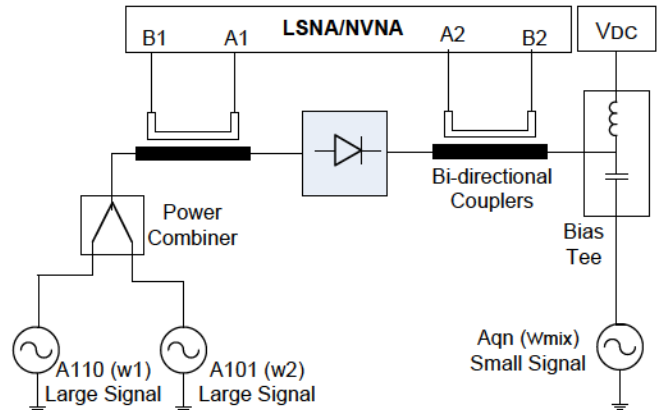 LSNA/NVNA
B1
A1
A2
B2
VDC
Bi-directional
Couplers
Power
Combiner
Bias
Tee
A110 (w1)
Large Signal
A101 (w2)
Large Signal
Aqn (wmix)
Small Signal